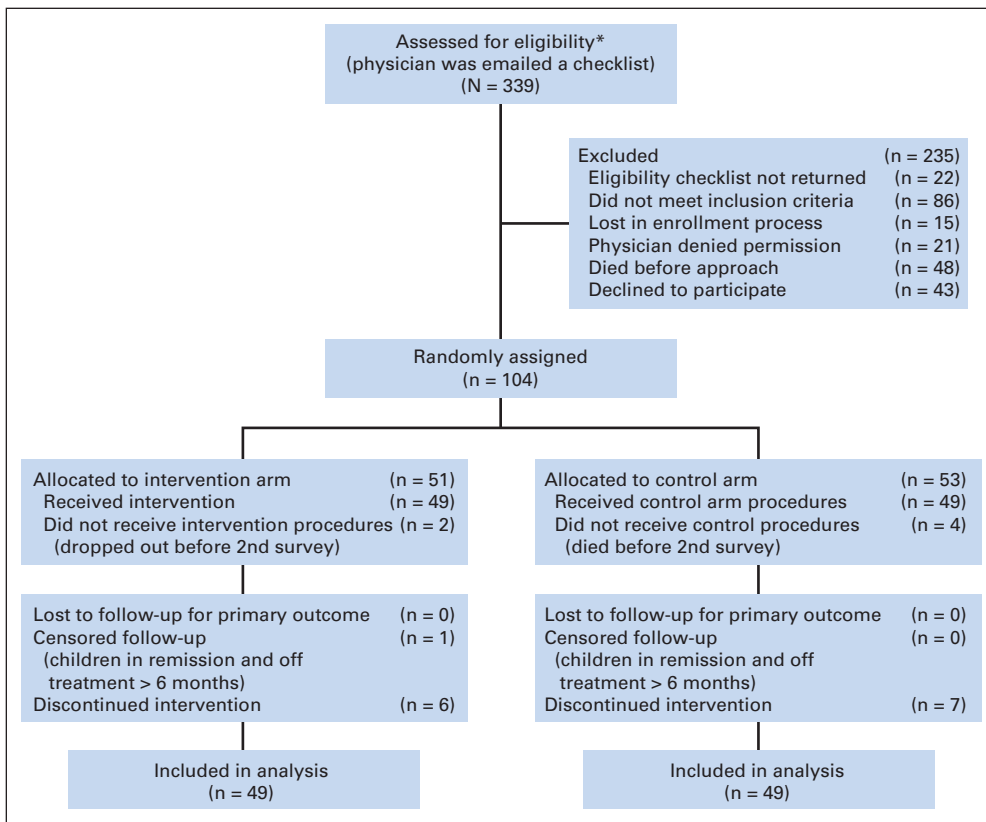 Assessed for eligibility*
(physician was emailed a checklist)
(N = 339)
Excluded (n = 235)
Eligibility checklist not returned (n = 22)
Did not meet inclusion criteria (n = 86)
Lost in enrollment process (n = 15)
Physician denied permission (n = 21)
Died before approach (n = 48)
Declined to participate (n = 43)
Randomly assigned
(n = 104)
Allocated to intervention arm (n = 51)
Received intervention (n = 49)
Did not receive intervention procedures (n = 2)
(dropped out before 2nd survey)
Allocated to control arm (n = 53)
Received control arm procedures (n = 49)
Did not receive control procedures (n = 4)
(died before 2nd survey)
Lost to follow-up for primary outcome (n = 0)
Censored follow-up (n = 1)
(children in remission and off
treatment > 6 months)
Discontinued intervention (n = 6)
Lost to follow-up for primary outcome (n = 0)
Censored follow-up (n = 0)
(children in remission and off
treatment > 6 months)
Discontinued intervention (n = 7)
Included in analysis
(n = 49)
Included in analysis
(n = 49)